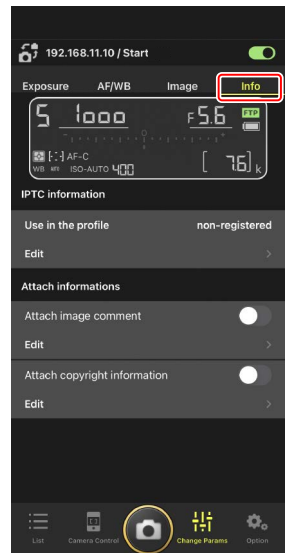 192.168.11.10 / Start
Exposure AF/WB Image Info
S 1000 F5.6 FTP
AF-C
WB ISO-AUTO 400 [ 7.6] k
IPTC information
Use in the profile non-registered
Edit
Attach informations
Attach image comment
Edit
Attach copyright information
Edit
List Camera Control Change Params Option